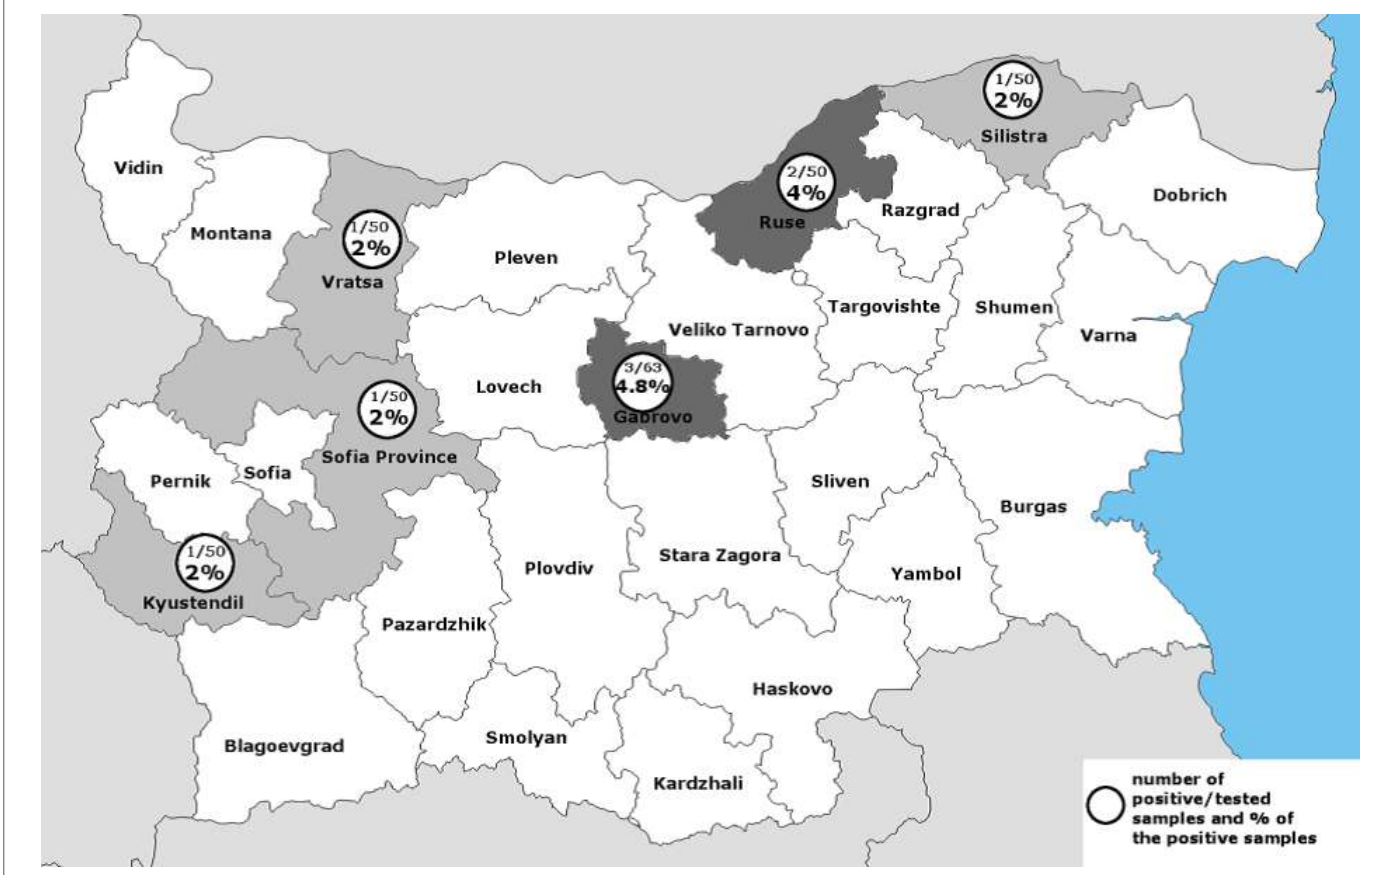 1/50
2%
Silistra
Vidin
2/50
4%
Ruse
Dobrich
Razgrad
Montana
1/50
2%
Vratsa
Pleven
Targovishte
Shumen
Veliko Tarnovo
Varna
3/63
4.8%
Gabrovo
Lovech
1/50
2%
Sofia Province
Sofia
Pernik
Sliven
Burgas
1/50
2%
Kyustendil
Stara Zagora
Plovdiv
Yambol
Pazardzhik
Haskovo
Smolyan
Blagoevgrad
Kardzhali
number of
positive/tested
samples and % of
the positive samples